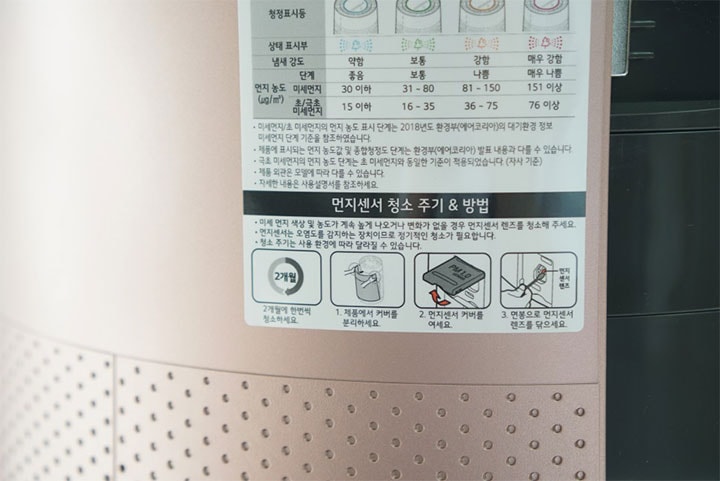 청정표시등
상태 표시부
냄새 강도 약함 보통 강함 매우 강함
단계 좋음 보통 나쁨 매우 나쁨
먼지 농도 (μg/m³)
미세먼지 30 이하 31 ~ 80 81 - 150 151 이상
초/극초 미세먼지 15 이하 16 ~ 35 36 - 75 76 이상
• 미세먼지/초 미세먼지의 먼지 농도 표시 단계는 2018년도 환경부(에어코리아)의 대기환경 정보
미세먼지 단계 기준을 참조하였습니다.
• 제품에 표시되는 먼지 농도값 및 종합청정도 단계는 환경부(에어코리아) 발표 내용과 다를 수 있습니다.
• 극초 미세먼지의 먼지 농도 단계는 초 미세먼지와 동일한 기준이 적용되었습니다. (자사 기준)
• 제품 외관은 모델에 따라 다를 수 있습니다.
• 자세한 내용은 사용설명서를 참조하세요.
먼지센서 청소 주기 & 방법
• 미세 먼지 색상 및 농도가 계속 높게 나오거나 변화가 없을 경우 먼지센서 렌즈를 청소해 주세요.
• 먼지센서는 오염도를 감지하는 장치이므로 정기적인 청소가 필요합니다.
• 청소 주기는 사용 환경에 따라 달라질 수 있습니다.
2개월
PM1.0
먼지
센서
렌즈
2개월에 한번씩
청소하세요.
1. 제품에서 커버를
분리하세요.
2. 먼지센서 커버를
여세요.
3. 면봉으로 먼지센서
렌즈를 닦으세요.